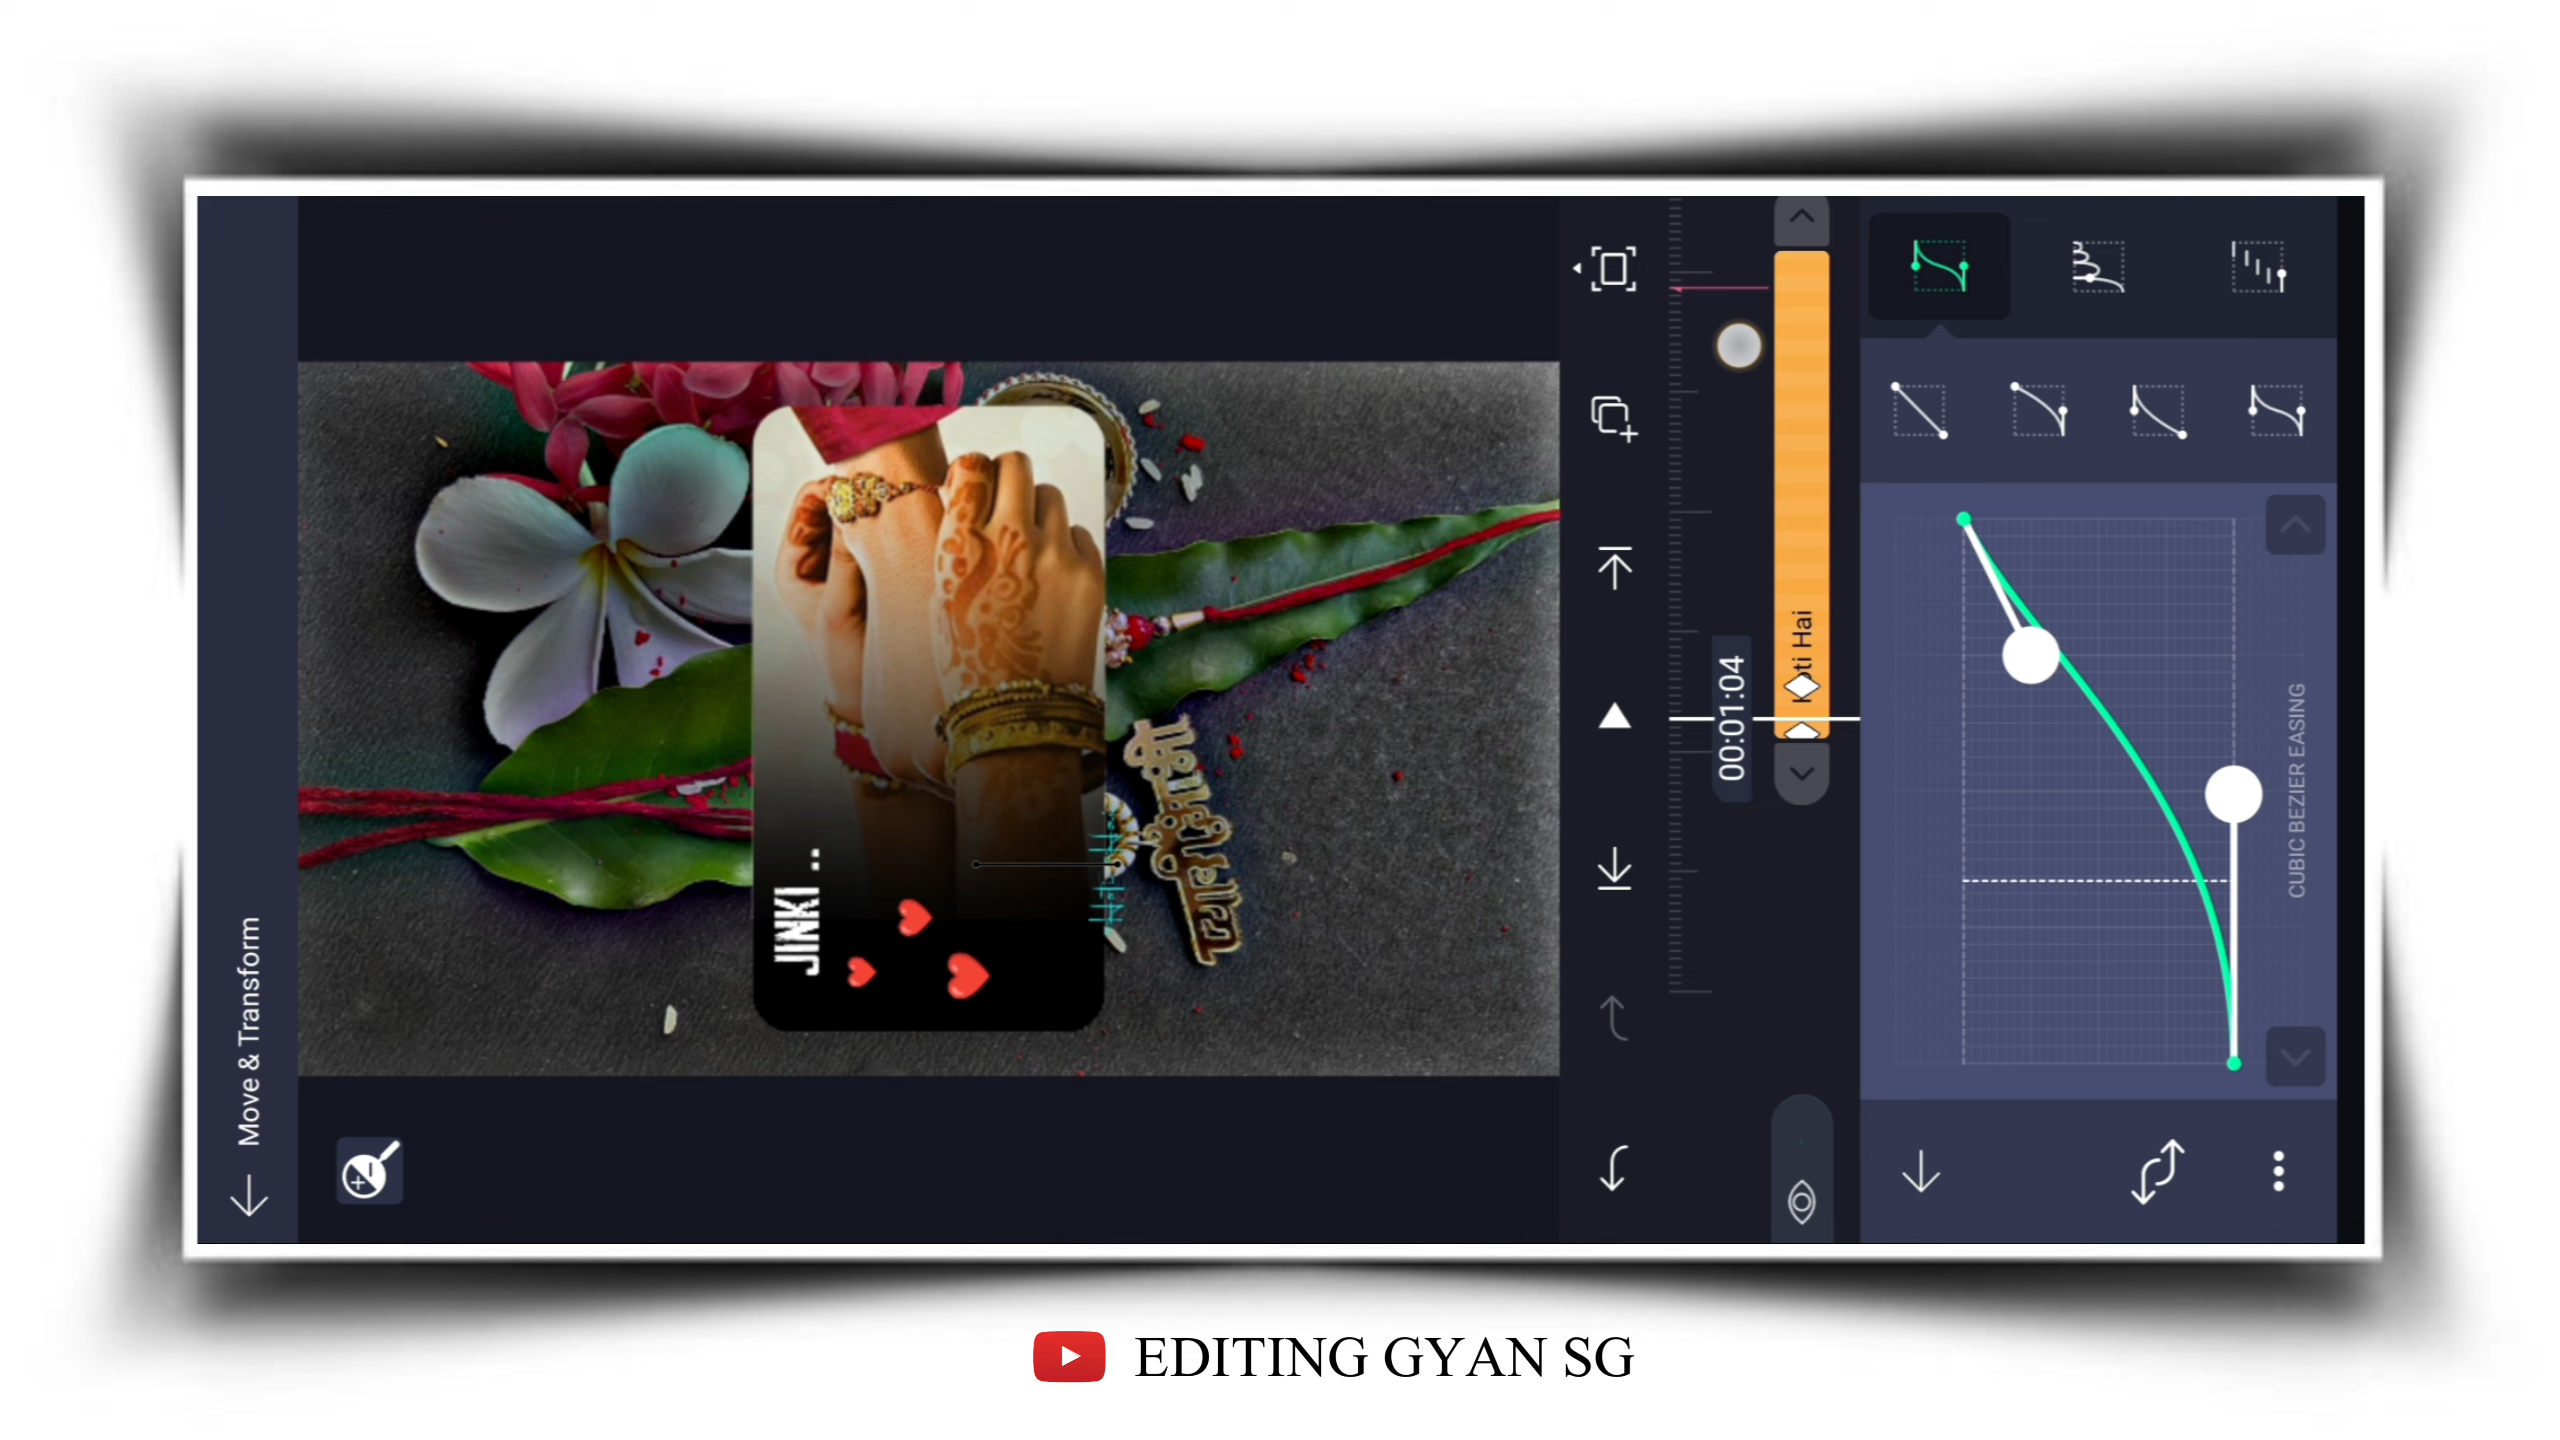 Move & Transform
JINKI ..
प्यारे भैया
00:01:04
ti Hai
CUBIC BEZIER EASING
EDITING GYAN SG